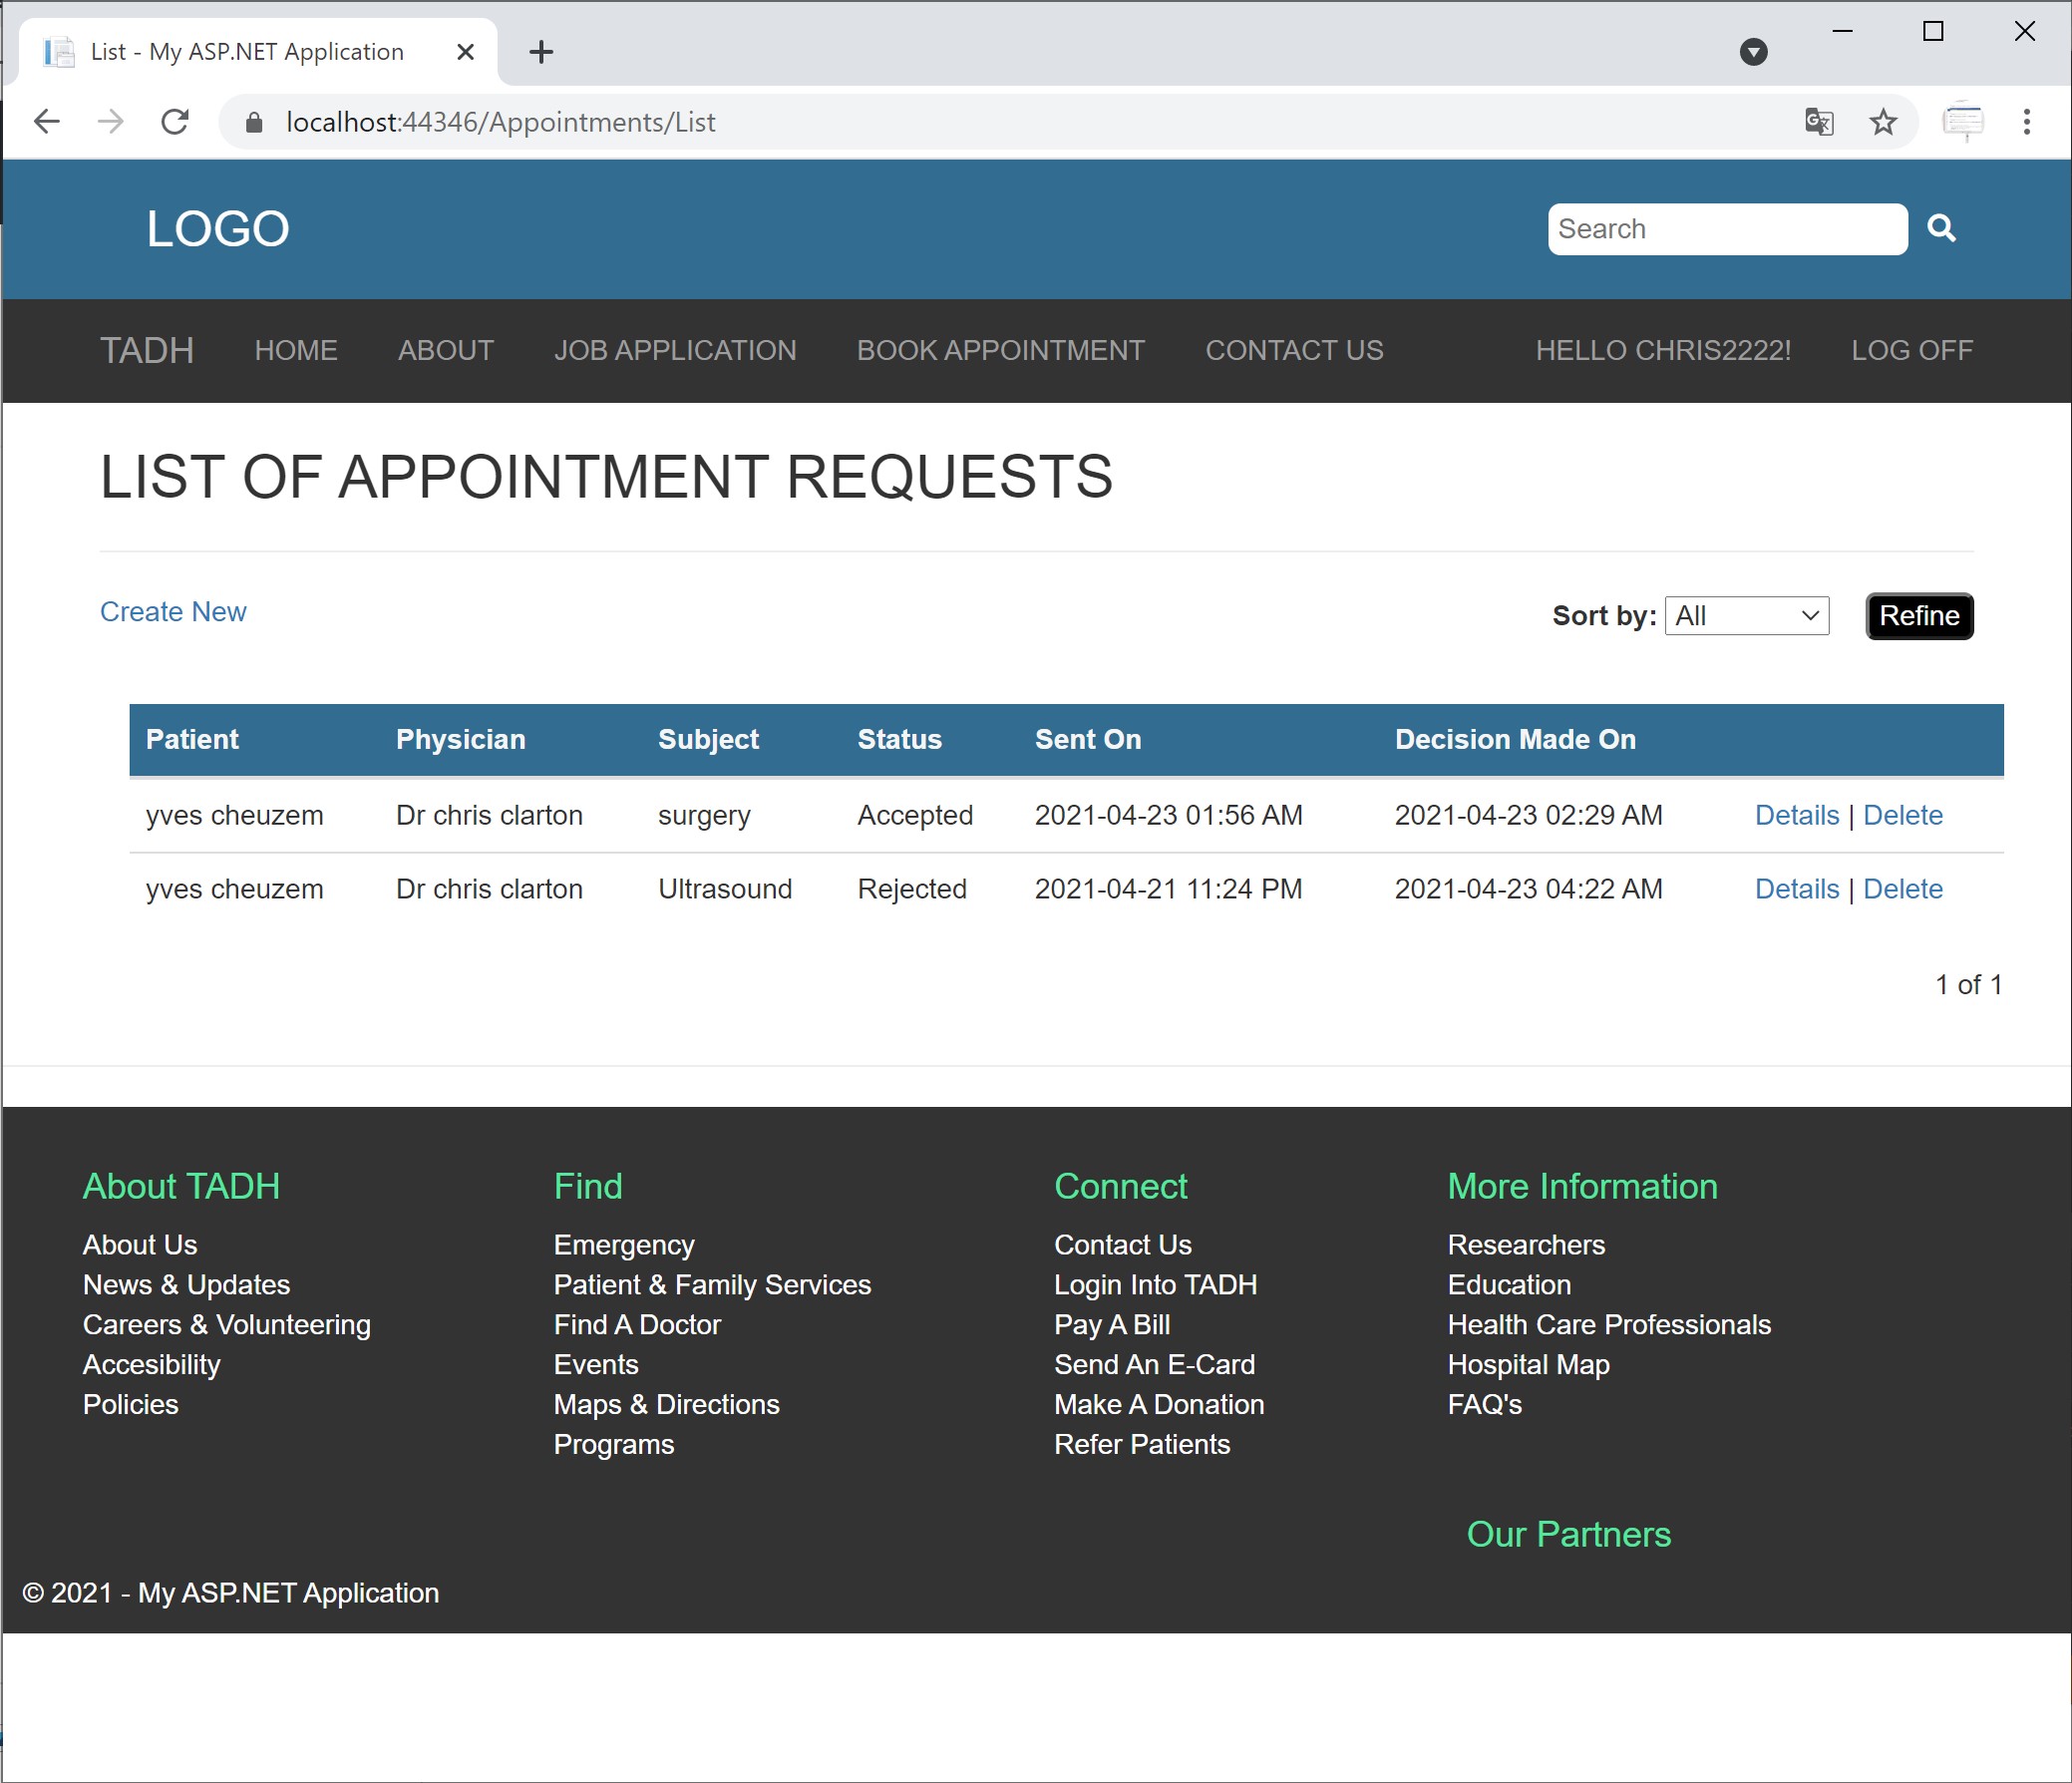 List - My ASP.NET Application
localhost:44346/Appointments/List
LOGO
Search
TADH HOME ABOUT JOB APPLICATION BOOK APPOINTMENT CONTACT US HELLO CHRIS2222! LOG OFF
LIST OF APPOINTMENT REQUESTS
Create New Sort by: All Refine
Patient Physician Subject Status Sent On Decision Made On
yves cheuzem Dr chris clarton surgery Accepted 2021-04-23 01:56 AM 2021-04-23 02:29 AM Details | Delete
yves cheuzem Dr chris clarton Ultrasound Rejected 2021-04-21 11:24 PM 2021-04-23 04:22 AM Details | Delete
1 of 1
About TADH
About Us
News & Updates
Careers & Volunteering
Accesibility
Policies
Find
Emergency
Patient & Family Services
Find A Doctor
Events
Maps & Directions
Programs
Connect
Contact Us
Login Into TADH
Pay A Bill
Send An E-Card
Make A Donation
Refer Patients
More Information
Researchers
Education
Health Care Professionals
Hospital Map
FAQ's
Our Partners
© 2021 - My ASP.NET Application